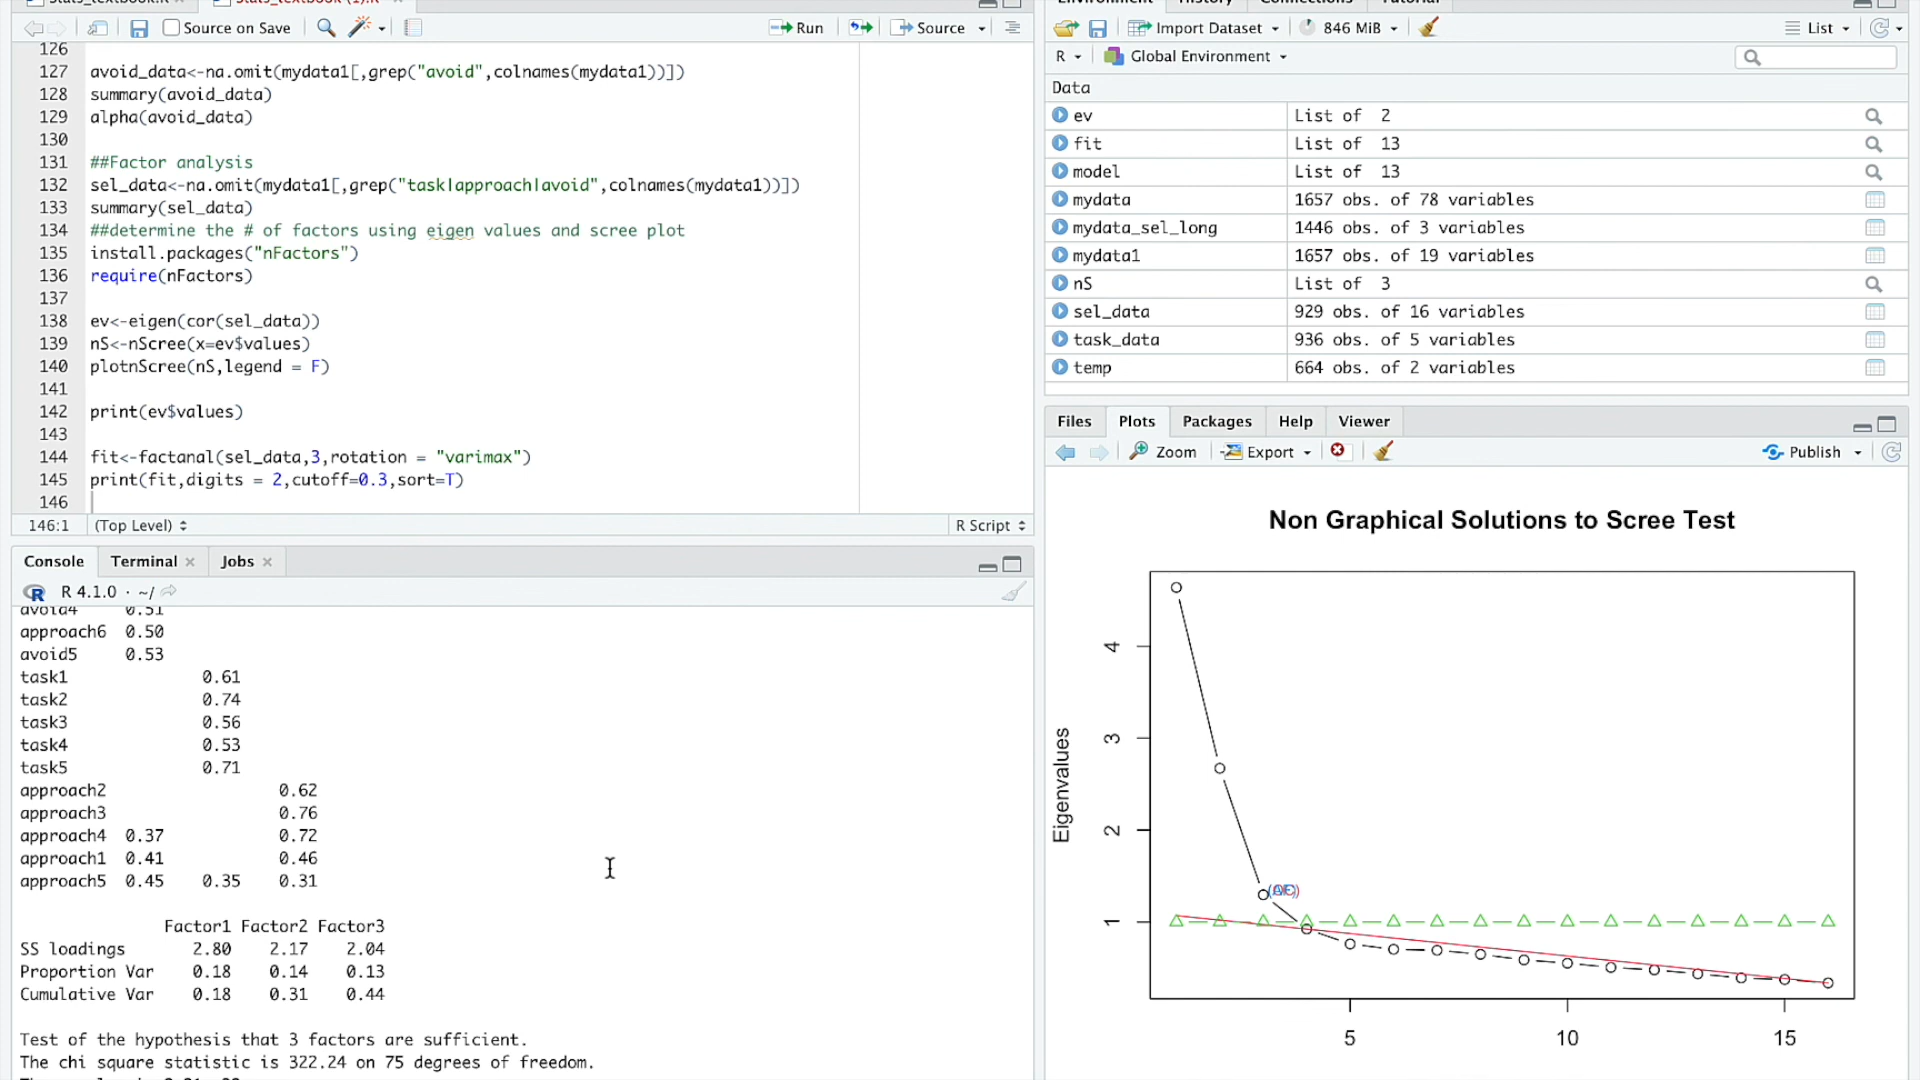 Stats_textbook.R
Stats_textbook (1).R
Source on Save
Run
Source
126
127 avoid_data<-na.omit(mydata1[,grep("avoid",colnames(mydata1))])
128 summary(avoid_data)
129 alpha(avoid_data)
130
131 ##Factor analysis
132 sel_data<-na.omit(mydata1[,grep("task|approach|avoid",colnames(mydata1))])
133 summary(sel_data)
134 ##determine the # of factors using eigen values and scree plot
135 install.packages("nFactors")
136 require(nFactors)
137
138 ev<-eigen(cor(sel_data))
139 nS<-nScree(x=ev$values)
140 plotnScree(nS,legend = F)
141
142 print(ev$values)
143
144 fit<-factanal(sel_data,3,rotation = "varimax")
145 print(fit,digits = 2,cutoff=0.3,sort=T)
146
146:1 (Top Level) R Script
Console Terminal Jobs
R 4.1.0 · ~/
avoid4 0.51
approach6 0.50
avoid5 0.53
task1 0.61
task2 0.74
task3 0.56
task4 0.53
task5 0.71
approach2 0.62
approach3 0.76
approach4 0.37 0.72
approach1 0.41 0.46
approach5 0.45 0.35 0.31
Factor1 Factor2 Factor3
SS loadings 2.80 2.17 2.04
Proportion Var 0.18 0.14 0.13
Cumulative Var 0.18 0.31 0.44
Test of the hypothesis that 3 factors are sufficient.
The chi square statistic is 322.24 on 75 degrees of freedom.
Environment History Connections Tutorial
Import Dataset 846 MiB List
R Global Environment
Data
ev List of 2
fit List of 13
model List of 13
mydata 1657 obs. of 78 variables
mydata_sel_long 1446 obs. of 3 variables
mydata1 1657 obs. of 19 variables
nS List of 3
sel_data 929 obs. of 16 variables
task_data 936 obs. of 5 variables
temp 664 obs. of 2 variables
Files Plots Packages Help Viewer
Zoom Export Publish
Non Graphical Solutions to Scree Test
Eigenvalues
4
3
2
1
5 10 15